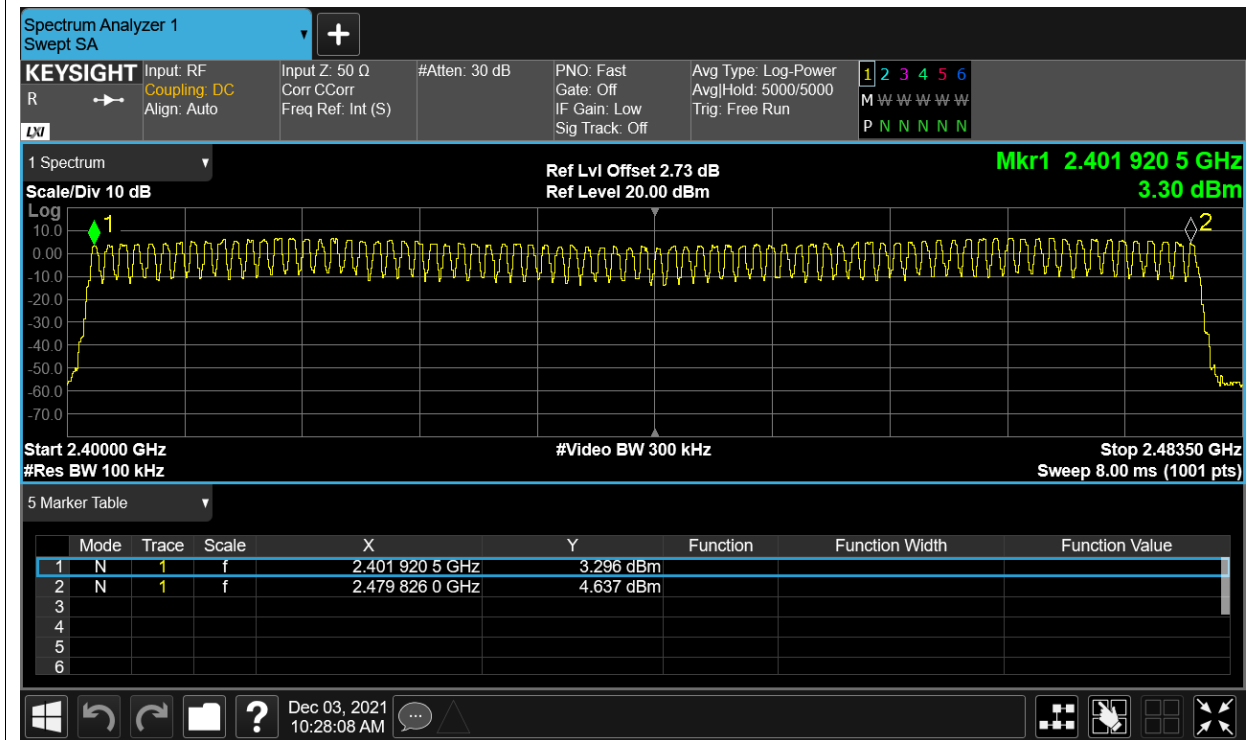 Spectrum Analyzer 1
Swept SA
KEYSIGHT Input: RF Input Z: 50 Ω #Atten: 30 dB PNO: Fast Avg Type: Log-Power 1 2 3 4 5 6
R Coupling: DC Corr CCorr Gate: Off Avg|Hold: 5000/5000 M W W W W W
Align: Auto Freq Ref: Int (S) IF Gain: Low Trig: Free Run
LXI Sig Track: Off P N N N N N
1 Spectrum Ref Lvl Offset 2.73 dB Mkr1 2.401 920 5 GHz
Scale/Div 10 dB Ref Level 20.00 dBm 3.30 dBm
Log
1 2
10.0
0.00
-10.0
-20.0
-30.0
-40.0
-50.0
-60.0
-70.0
Start 2.40000 GHz #Video BW 300 kHz Stop 2.48350 GHz
#Res BW 100 kHz Sweep 8.00 ms (1001 pts)
5 Marker Table
Mode Trace Scale X Y Function Function Width Function Value
1 N 1 f 2.401 920 5 GHz 3.296 dBm
2 N 1 f 2.479 826 0 GHz 4.637 dBm
3
4
5
6
? Dec 03, 2021
10:28:08 AM